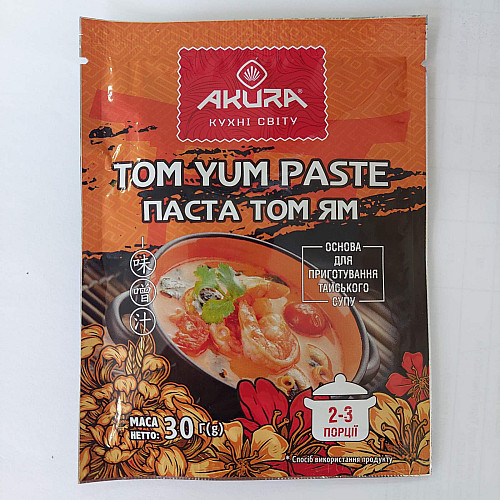 AKURA®
КУХНІ СВІТУ
TOM YUM PASTE
ПАСТА ТОМ ЯМ
味
噌
汁
ОСНОВА
ДЛЯ
ПРИГОТУВАННЯ
ТАЙСЬКОГО
СУПУ
2-3
ПОРЦІЇ
МАСА
НЕТТО: 30 Г(g)
* Спосіб використання продукту